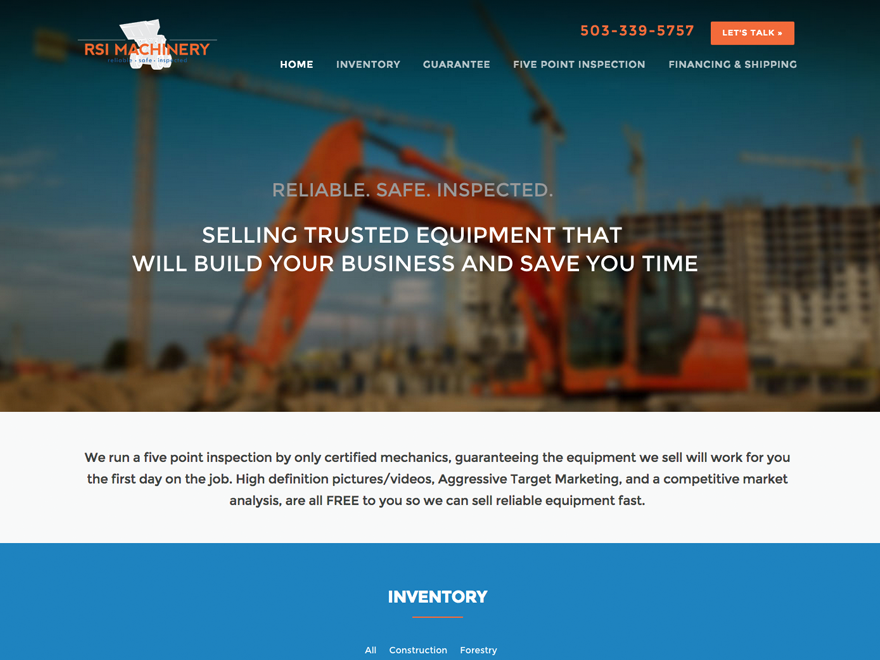 RSI MACHINERY
reliable • safe • inspected
503-339-5757
LET'S TALK »
HOME
INVENTORY
GUARANTEE
FIVE POINT INSPECTION
FINANCING & SHIPPING
RELIABLE. SAFE. INSPECTED.
SELLING TRUSTED EQUIPMENT THAT
WILL BUILD YOUR BUSINESS AND SAVE YOU TIME
We run a five point inspection by only certified mechanics, guaranteeing the equipment we sell will work for you
the first day on the job. High definition pictures/videos, Aggressive Target Marketing, and a competitive market
analysis, are all FREE to you so we can sell reliable equipment fast.
INVENTORY
All
Construction
Forestry